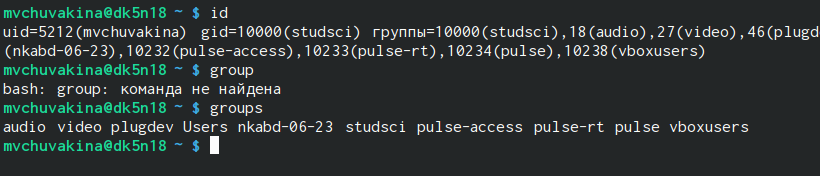 mvchuvakina@dk5n18 ~ $ id
uid=5212(mvchuvakina) gid=10000(studsci) группы=10000(studsci),18(audio),27(video),46(plugd
(nkabd-06-23),10232(pulse-access),10233(pulse-rt),10234(pulse),10238(vboxusers)
mvchuvakina@dk5n18 ~ $ group
bash: group: команда не найдена
mvchuvakina@dk5n18 ~ $ groups
audio video plugdev Users nkabd-06-23 studsci pulse-access pulse-rt pulse vboxusers
mvchuvakina@dk5n18 ~ $